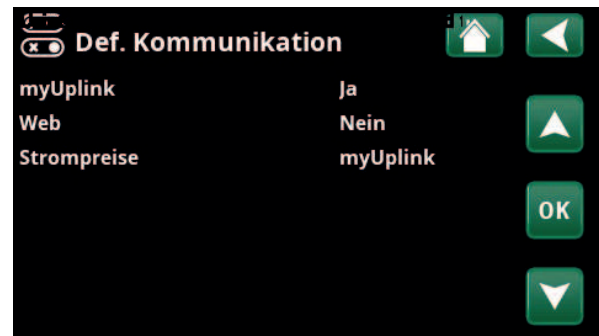 Def. Kommunikation
myUplink Ja
Web Nein
Strompreise myUplink
OK